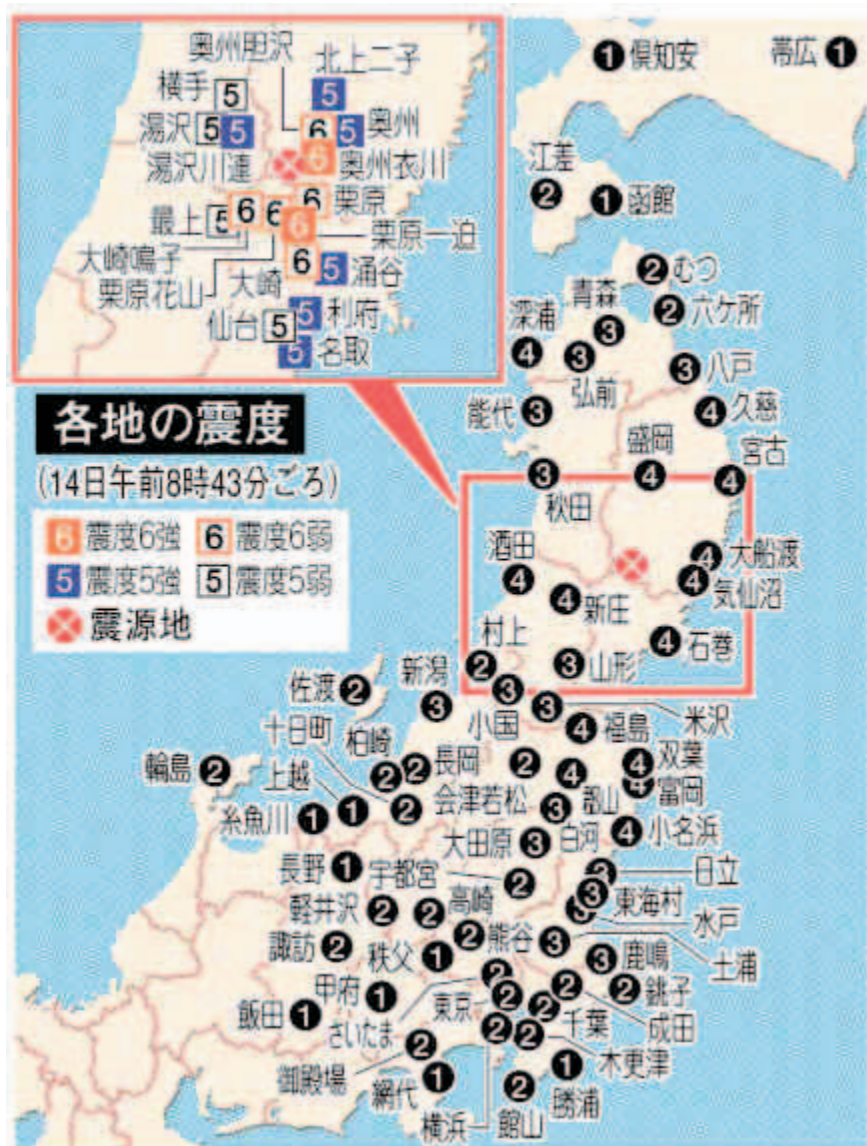 奥州胆沢
北上二子
横手 5
5
湯沢 5 5
6 5 奥州
湯沢川連
6 奥州衣川
6 栗原
最上 5 6 6
6 栗原一迫
大崎鳴子
栗原花山
大崎 6
5 涌谷
5 利府
仙台 5
5 名取
各地の震度
(14日午前8時43分ごろ)
6 震度6強 6 震度6弱
5 震度5強 5 震度5弱
震源地
1 倶知安
帯広 1
江差 2
1 函館
2 むつ
2 六ケ所
青森 3
深浦 4
3 弘前
3 八戸
能代 3
4 久慈
盛岡 4
宮古 4
3 秋田
4 大船渡
酒田 4
4 気仙沼
4 新庄
4 石巻
村上 2
3 山形
佐渡 2
新潟 3
3 小国
3 米沢
4 福島
十日町 2
柏崎 2
2 長岡
2 会津若松
4 郡山
4 双葉
4 富岡
輪島 2
上越 1
糸魚川 1
3 白河
4 小名浜
大田原 3
長野 1
宇都宮 2
3 日立
3 東海村
3 水戸
軽井沢 2
2 高崎
2 熊谷
3 土浦
諏訪 2
秩父 1
3 鹿嶋
2 銚子
甲府 1
飯田 1
さいたま 2
東京 2
2 千葉
2 成田
御殿場 2
網代 1
横浜 2
2 木更津
2 館山
1 勝浦